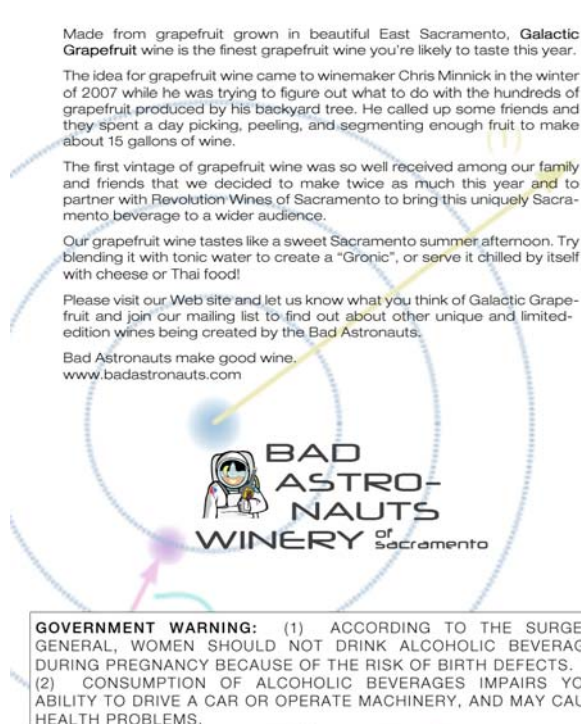 Made from grapefruit grown in beautiful East Sacramento, Galactic
Grapefruit wine is the finest grapefruit wine you're likely to taste this year.
The idea for grapefruit wine came to winemaker Chris Minnick in the winter
of 2007 while he was trying to figure out what to do with the hundreds of
grapefruit produced by his backyard tree. He called up some friends and
they spent a day picking, peeling, and segmenting enough fruit to make
about 15 gallons of wine.
(1)
The first vintage of grapefruit wine was so well received among our family
and friends that we decided to make twice as much this year and to
partner with Revolution Wines of Sacramento to bring this uniquely Sacra-
mento beverage to a wider audience.
Our grapefruit wine tastes like a sweet Sacramento summer afternoon. Try
blending it with tonic water to create a "Gronic", or serve it chilled by itself
with cheese or Thai food!
Please visit our Web site and let us know what you think of Galactic Grape-
fruit and join our mailing list to find out about other unique and limited-
edition wines being created by the Bad Astronauts.
Bad Astronauts make good wine.
www.badastronauts.com
BAD
ASTRO-
NAUTS
WINERY of Sacramento
GOVERNMENT WARNING: (1) ACCORDING TO THE SURGE
GENERAL, WOMEN SHOULD NOT DRINK ALCOHOLIC BEVERAG
DURING PREGNANCY BECAUSE OF THE RISK OF BIRTH DEFECTS.
(2) CONSUMPTION OF ALCOHOLIC BEVERAGES IMPAIRS YO
ABILITY TO DRIVE A CAR OR OPERATE MACHINERY, AND MAY CAU
HEALTH PROBLEMS.